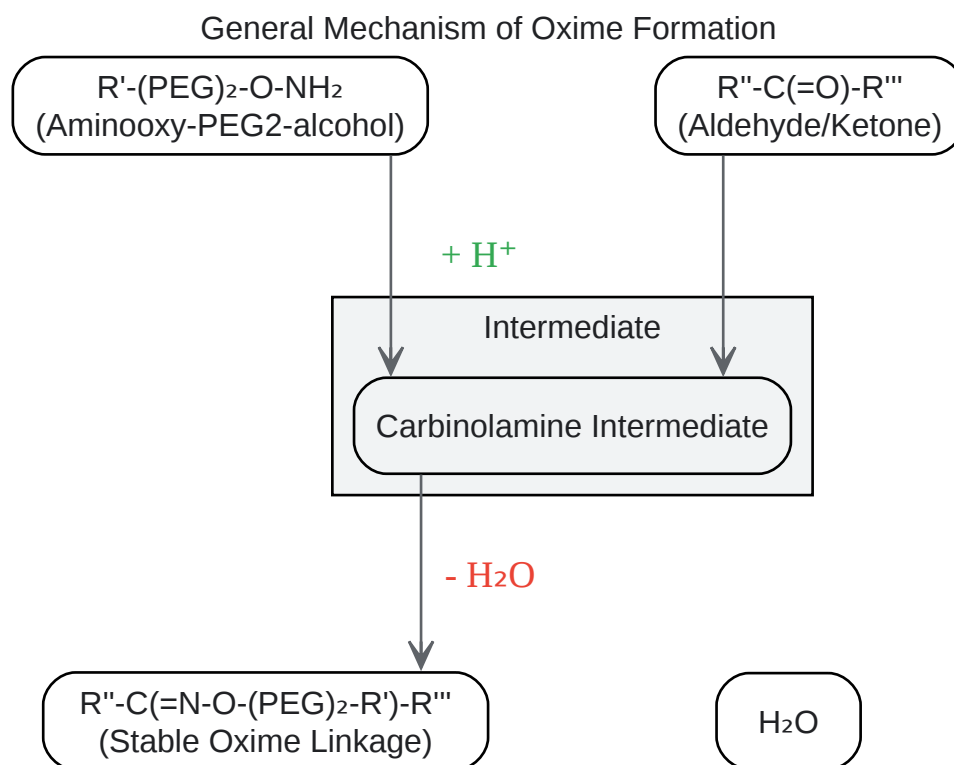 General Mechanism of Oxime Formation
R'-(PEG)₂-O-NH₂
(Aminooxy-PEG2-alcohol)
R''-C(=O)-R'''
(Aldehyde/Ketone)
+ H⁺
Intermediate
Carbinolamine Intermediate
- H₂O
R''-C(=N-O-(PEG)₂-R')-R'''
(Stable Oxime Linkage)
H₂O